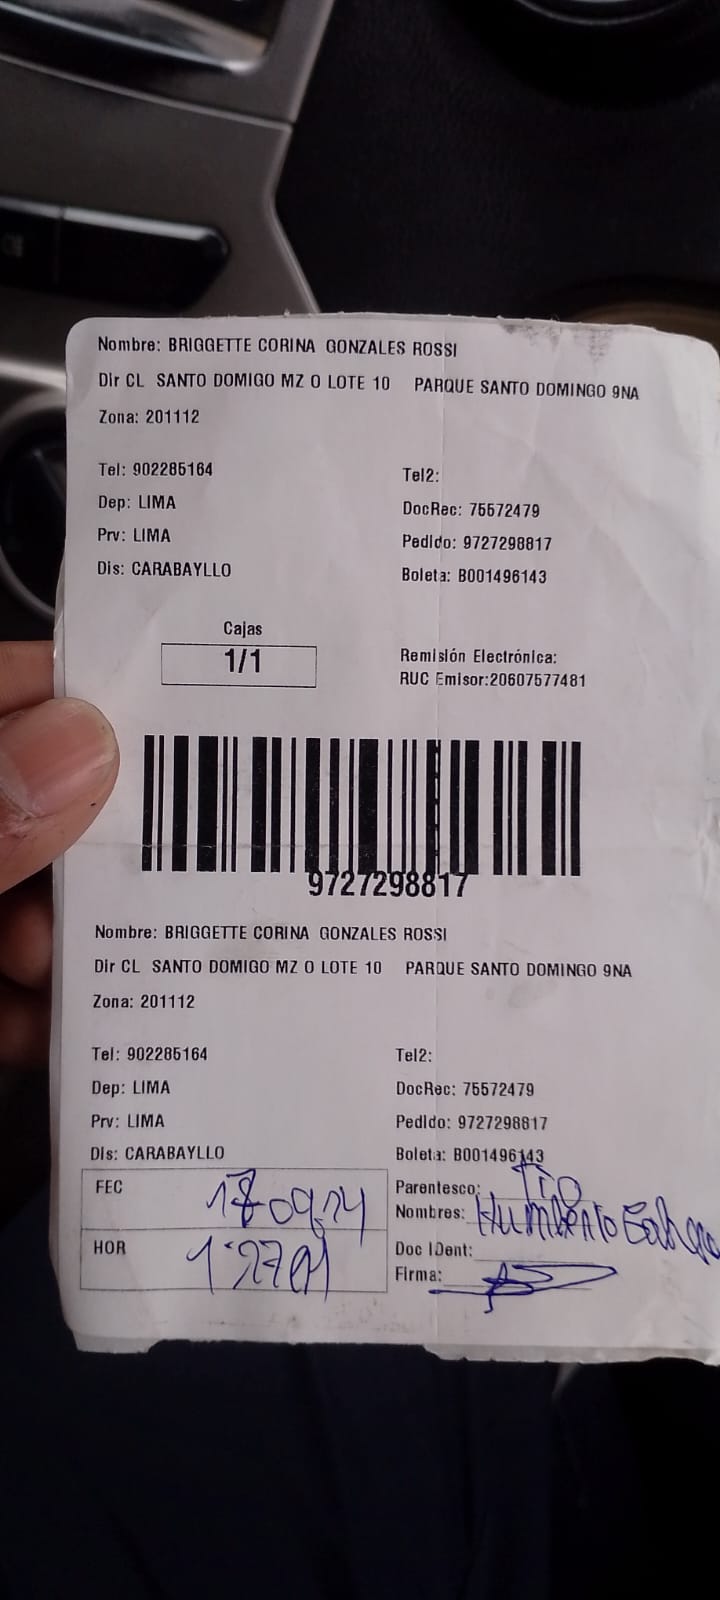 Nombre: BRIGGETTE CORINA GONZALES ROSSI
Dir CL SANTO DOMIGO MZ O LOTE 10 PARQUE SANTO DOMINGO 9NA
Zona: 201112
Tel: 902285164 Tel2:
Dep: LIMA DocRec: 75572479
Prv: LIMA Pedido: 9727298817
Dis: CARABAYLLO Boleta: B001496143
Cajas
1/1
Remisión Electrónica:
RUC Emisor:20607577481
9727298817
Nombre: BRIGGETTE CORINA GONZALES ROSSI
Dir CL SANTO DOMIGO MZ O LOTE 10 PARQUE SANTO DOMINGO 9NA
Zona: 201112
Tel: 902285164 Tel2:
Dep: LIMA DocRec: 75572479
Prv: LIMA Pedido: 9727298817
Dis: CARABAYLLO Boleta: B001496143
FEC
Parentesco: Tío
Nombres: Humberto
HOR
Doc IDent:
Firma: